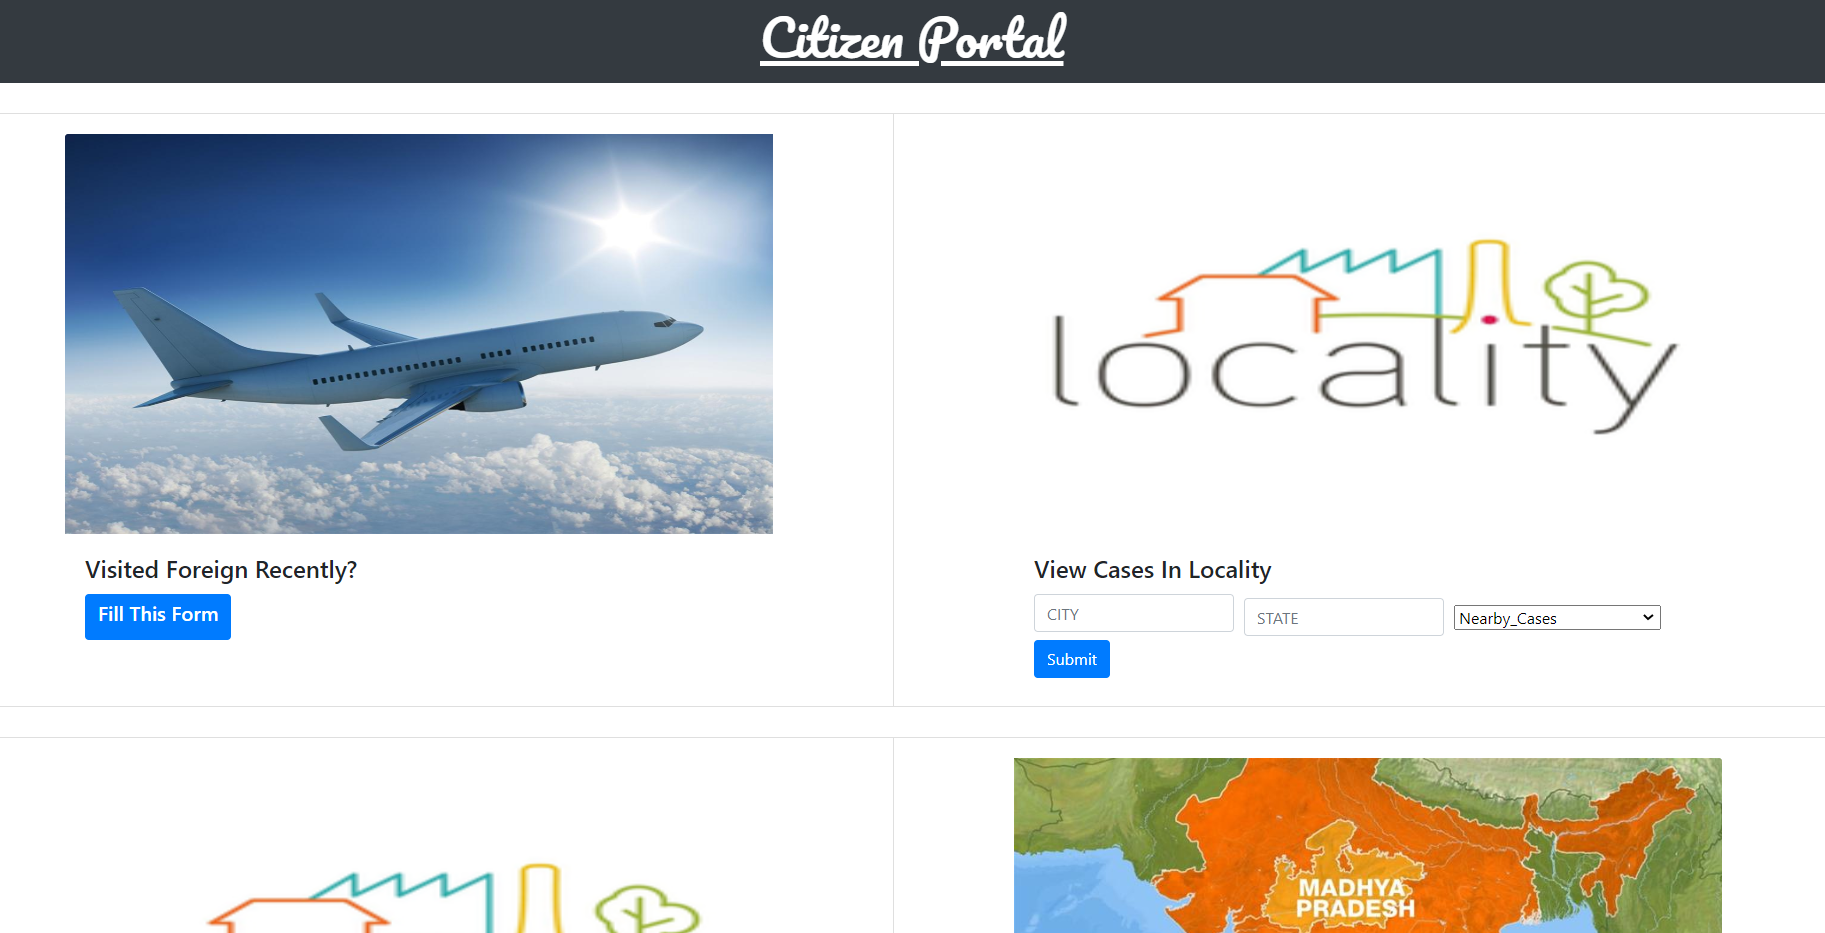 Citizen Portal
locality
Visited Foreign Recently?
Fill This Form
View Cases In Locality
CITY
STATE
Nearby_Cases
Submit
MADHYA
PRADESH